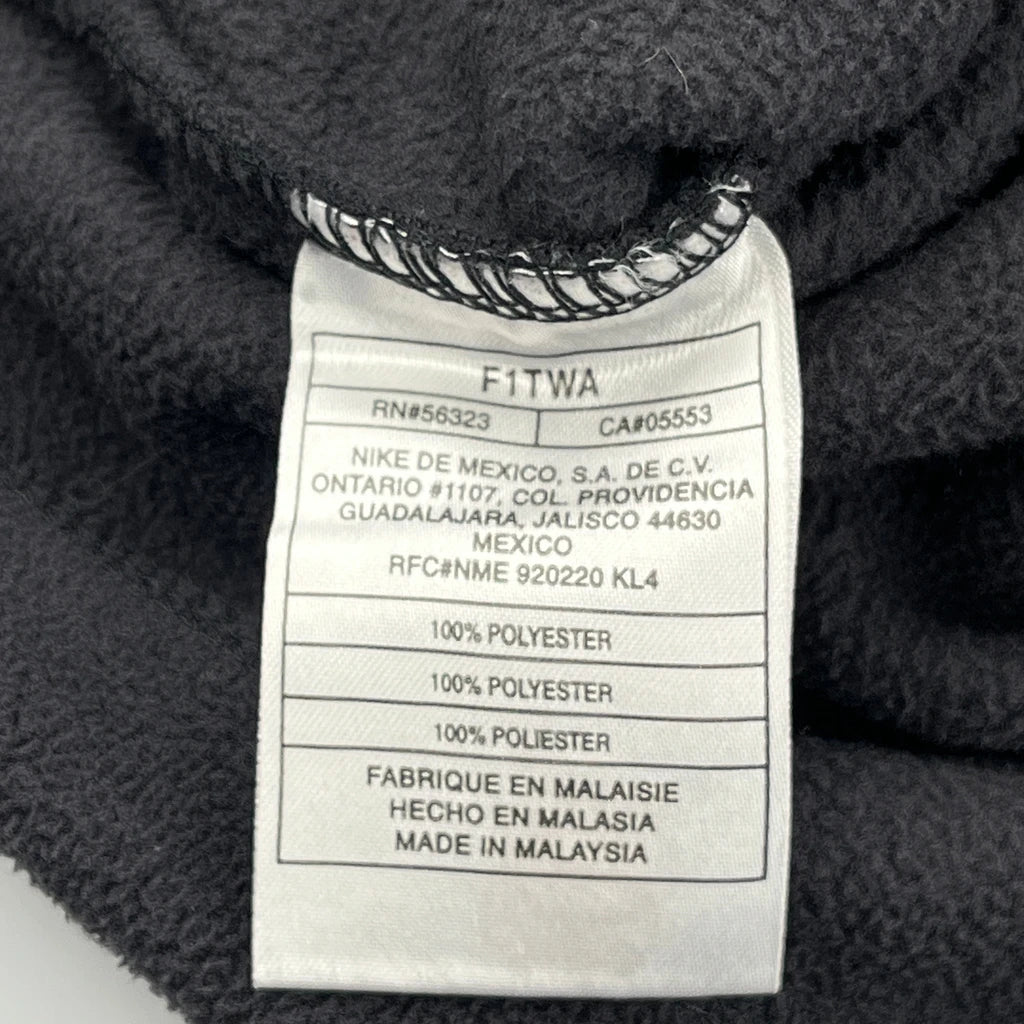 F1TWA
RN#56323 CA#05553
NIKE DE MEXICO, S.A. DE C.V.
ONTARIO #1107, COL. PROVIDENCIA
GUADALAJARA, JALISCO 44630
MEXICO
RFC#NME 920220 KL4
100% POLYESTER
100% POLYESTER
100% POLIESTER
FABRIQUE EN MALAISIE
HECHO EN MALASIA
MADE IN MALAYSIA